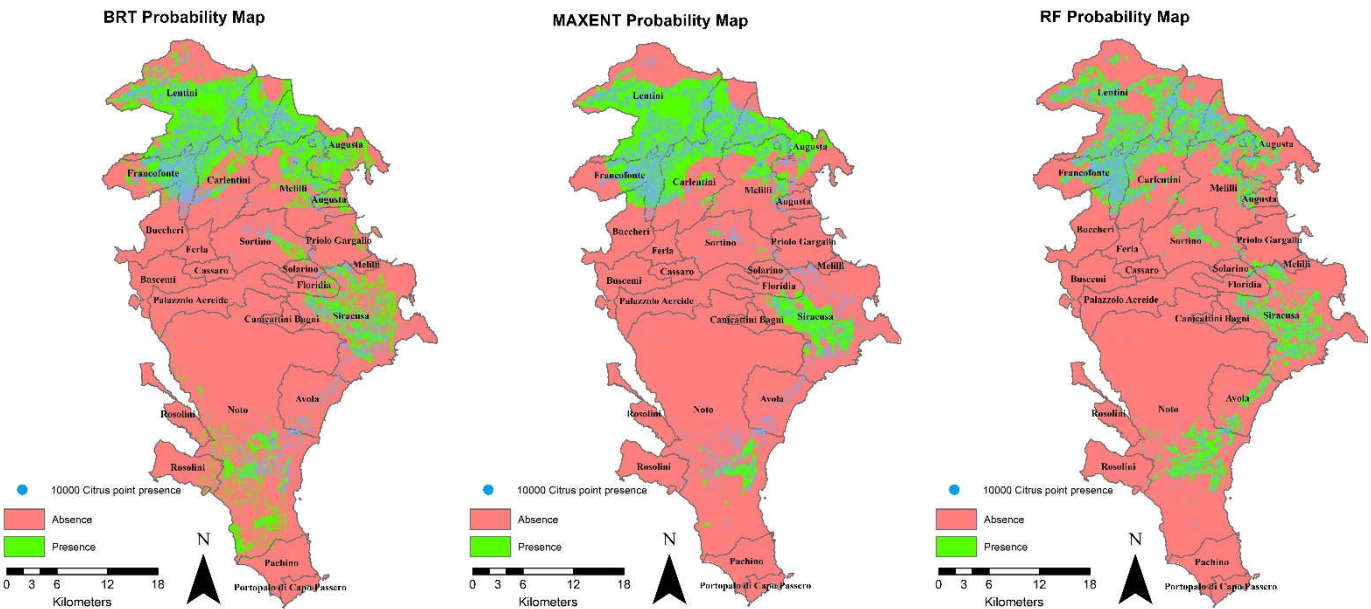 BRT Probability Map
Lentini
Augusta
Francofonte
Carlentini
Melilli
Augusta
Buccheri
Ferla
Sortino
Priolo Gargallo
Melilli
Buscemi
Cassaro
Solarino
Floridia
Palazzolo Acreide
Canicattini Bagni
Siracusa
Avola
Noto
Rosolini
Rosolini
10000 Citrus point presence
Absence
Presence
N
Pachino
Portopalo di Capo Passero
0 3 6 12 18
Kilometers
MAXENT Probability Map
Lentini
Augusta
Francofonte
Carlentini
Melilli
Augusta
Buccheri
Ferla
Sortino
Priolo Gargallo
Melilli
Buscemi
Cassaro
Solarino
Floridia
Palazzolo Acreide
Canicattini Bagni
Siracusa
Avola
Noto
Rosolini
Rosolini
10000 Citrus point presence
Absence
Presence
N
Pachino
Portopalo di Capo Passero
0 3 6 12 18
Kilometers
RF Probability Map
Lentini
Augusta
Francofonte
Carlentini
Melilli
Augusta
Buccheri
Ferla
Sortino
Priolo Gargallo
Melilli
Buscemi
Cassaro
Solarino
Floridia
Palazzolo Acreide
Canicattini Bagni
Siracusa
Avola
Noto
Rosolini
Rosolini
10000 Citrus point presence
Absence
Presence
N
Pachino
Portopalo di Capo Passero
0 3 6 12 18
Kilometers